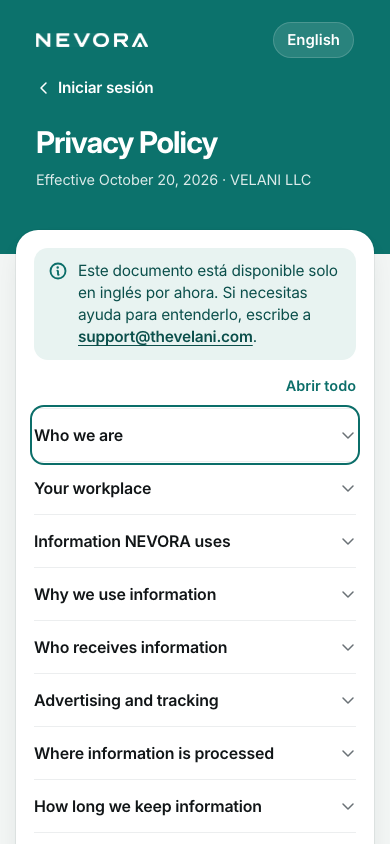 NEVORA
English
Iniciar sesión
Privacy Policy
Effective October 20, 2026 · VELANI LLC
Este documento está disponible solo
en inglés por ahora. Si necesitas
ayuda para entenderlo, escribe a
support@thevelani.com.
Abrir todo
Who we are
Your workplace
Information NEVORA uses
Why we use information
Who receives information
Advertising and tracking
Where information is processed
How long we keep information